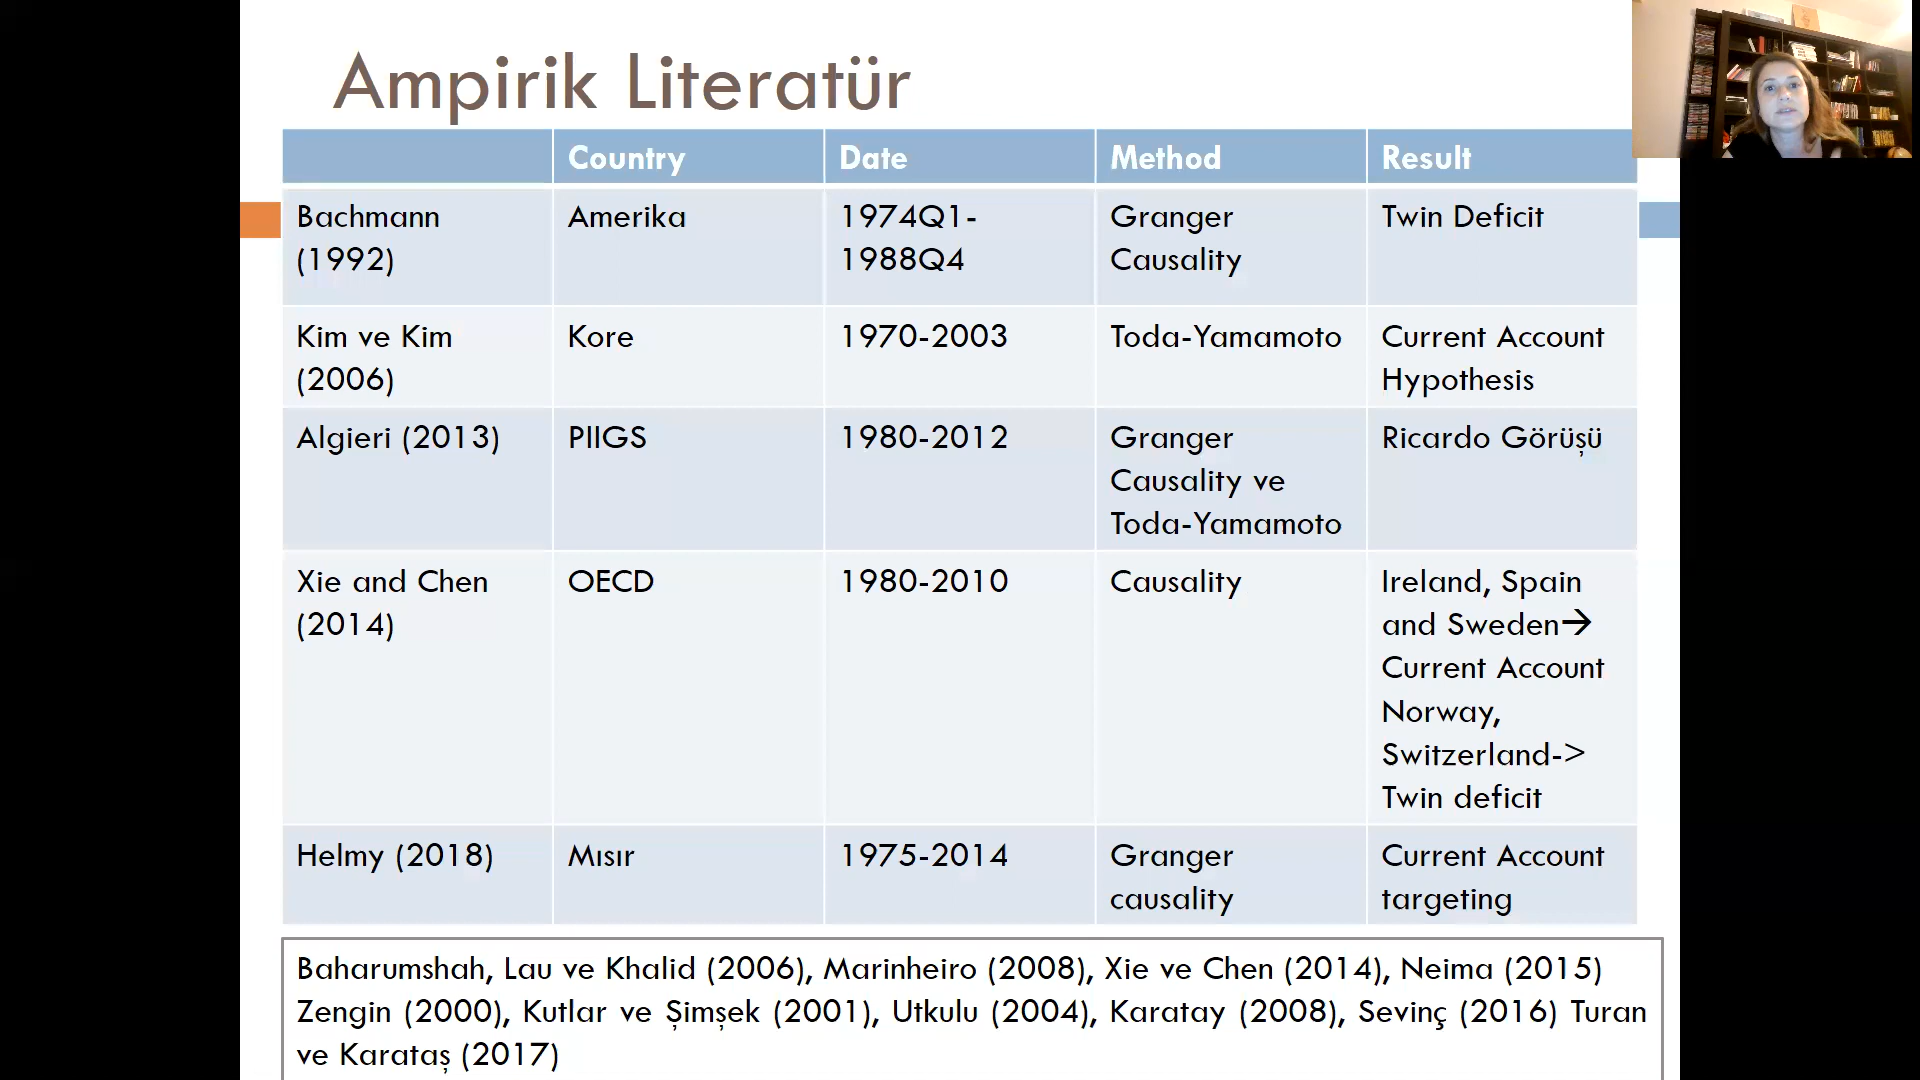 Ampirik Literatür
Country
Date
Method
Result
Bachmann
(1992)
Amerika
1974Q1-
1988Q4
Granger
Causality
Twin Deficit
Kim ve Kim
(2006)
Kore
1970-2003
Toda-Yamamoto
Current Account
Hypothesis
Algieri (2013)
PIIGS
1980-2012
Granger
Causality ve
Toda-Yamamoto
Ricardo Görüşü
Xie and Chen
(2014)
OECD
1980-2010
Causality
Ireland, Spain
and Sweden→
Current Account
Norway,
Switzerland->
Twin deficit
Helmy (2018)
Mısır
1975-2014
Granger
causality
Current Account
targeting
Baharumshah, Lau ve Khalid (2006), Marinheiro (2008), Xie ve Chen (2014), Neima (2015)
Zengin (2000), Kutlar ve Şimşek (2001), Utkulu (2004), Karatay (2008), Sevinç (2016) Turan
ve Karataş (2017)